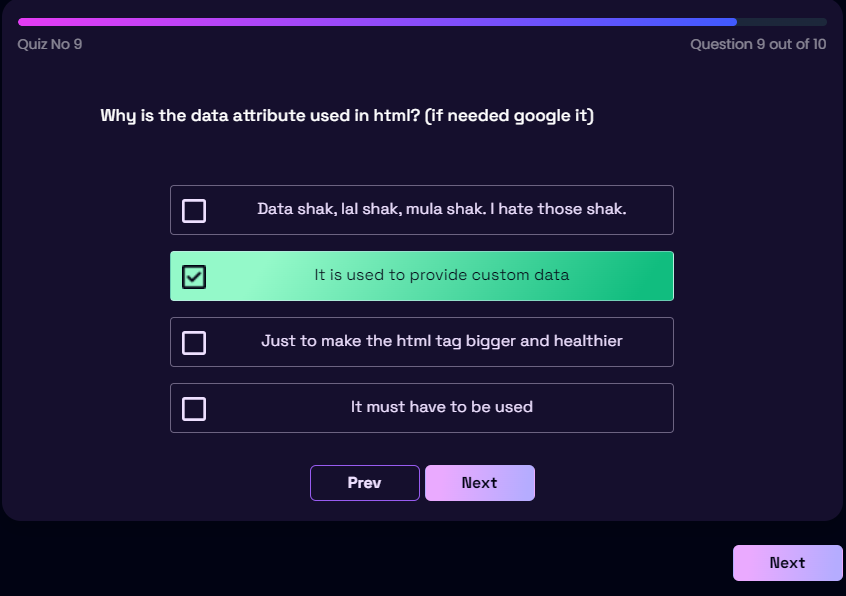 Quiz No 9
Question 9 out of 10
Why is the data attribute used in html? (if needed google it)
Data shak, lal shak, mula shak. I hate those shak.
It is used to provide custom data
Just to make the html tag bigger and healthier
It must have to be used
Prev
Next
Next